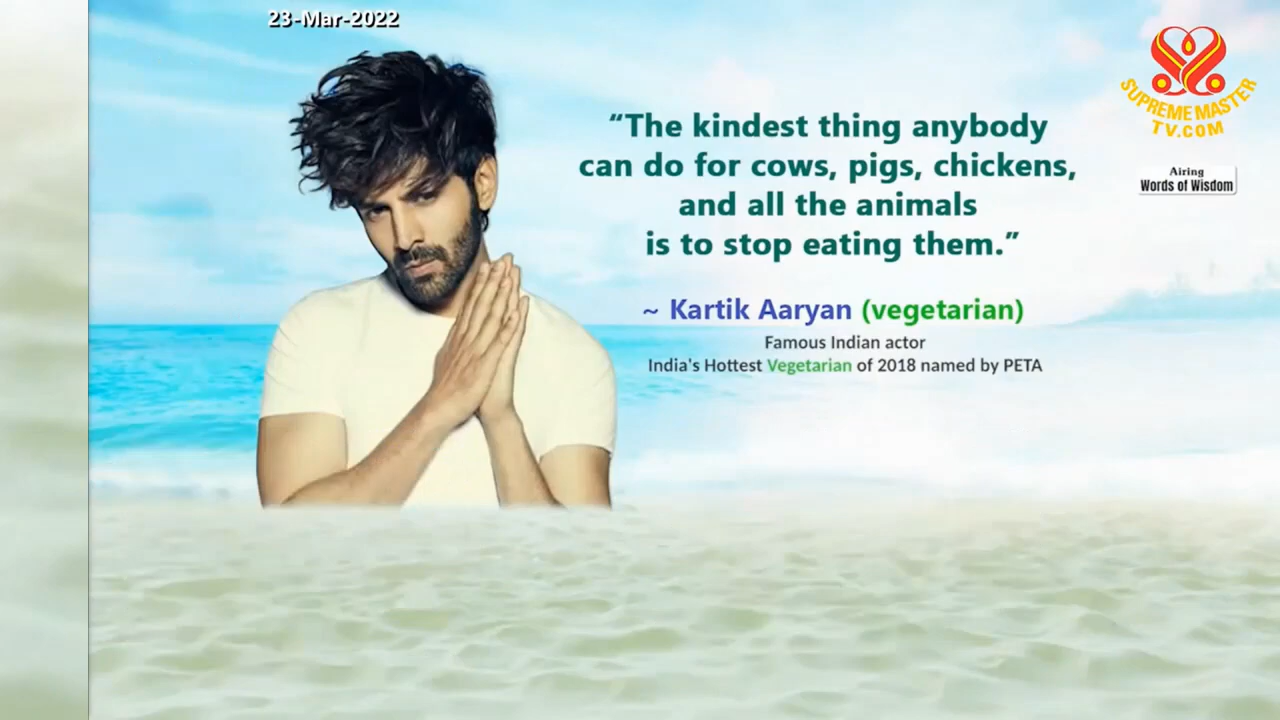 23-Mar-2022
SUPREME MASTER
TV.COM
Airing
Words of Wisdom
“The kindest thing anybody
can do for cows, pigs, chickens,
and all the animals
is to stop eating them.”
~ Kartik Aaryan (vegetarian)
Famous Indian actor
India's Hottest Vegetarian of 2018 named by PETA